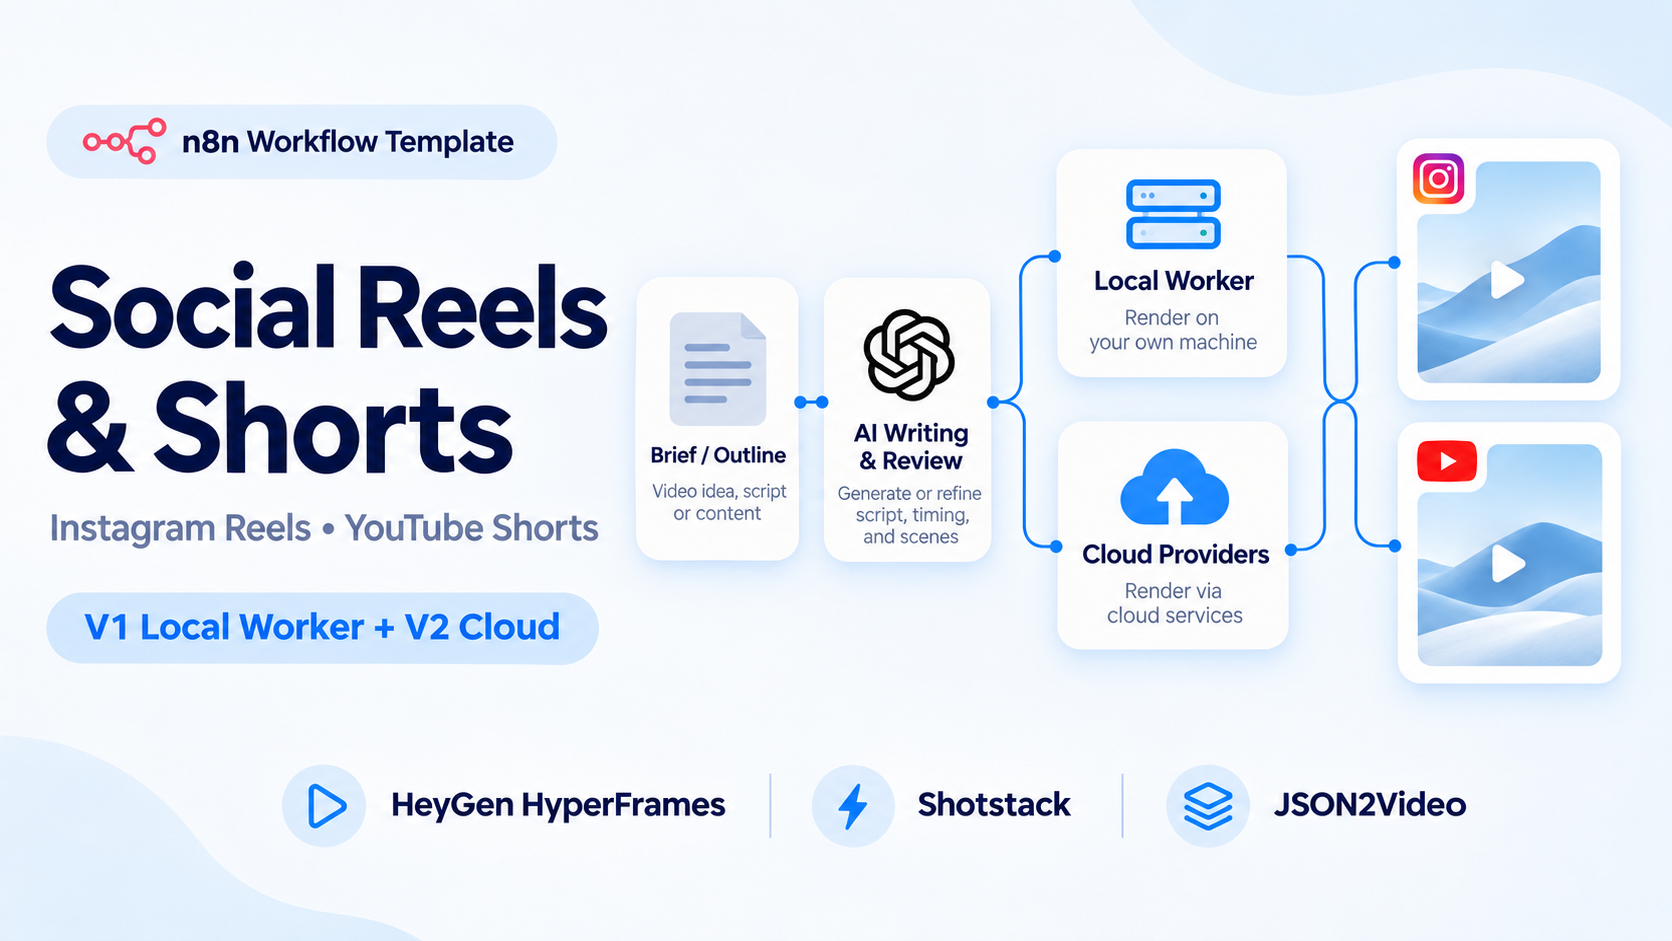 n8n Workflow Template
Social Reels
& Shorts
Instagram Reels • YouTube Shorts
V1 Local Worker + V2 Cloud
Brief / Outline
Video idea, script
or content
AI Writing
& Review
Generate or refine
script, timing,
and scenes
Local Worker
Render on
your own machine
Cloud Providers
Render via
cloud services
HeyGen HyperFrames
Shotstack
JSON2Video